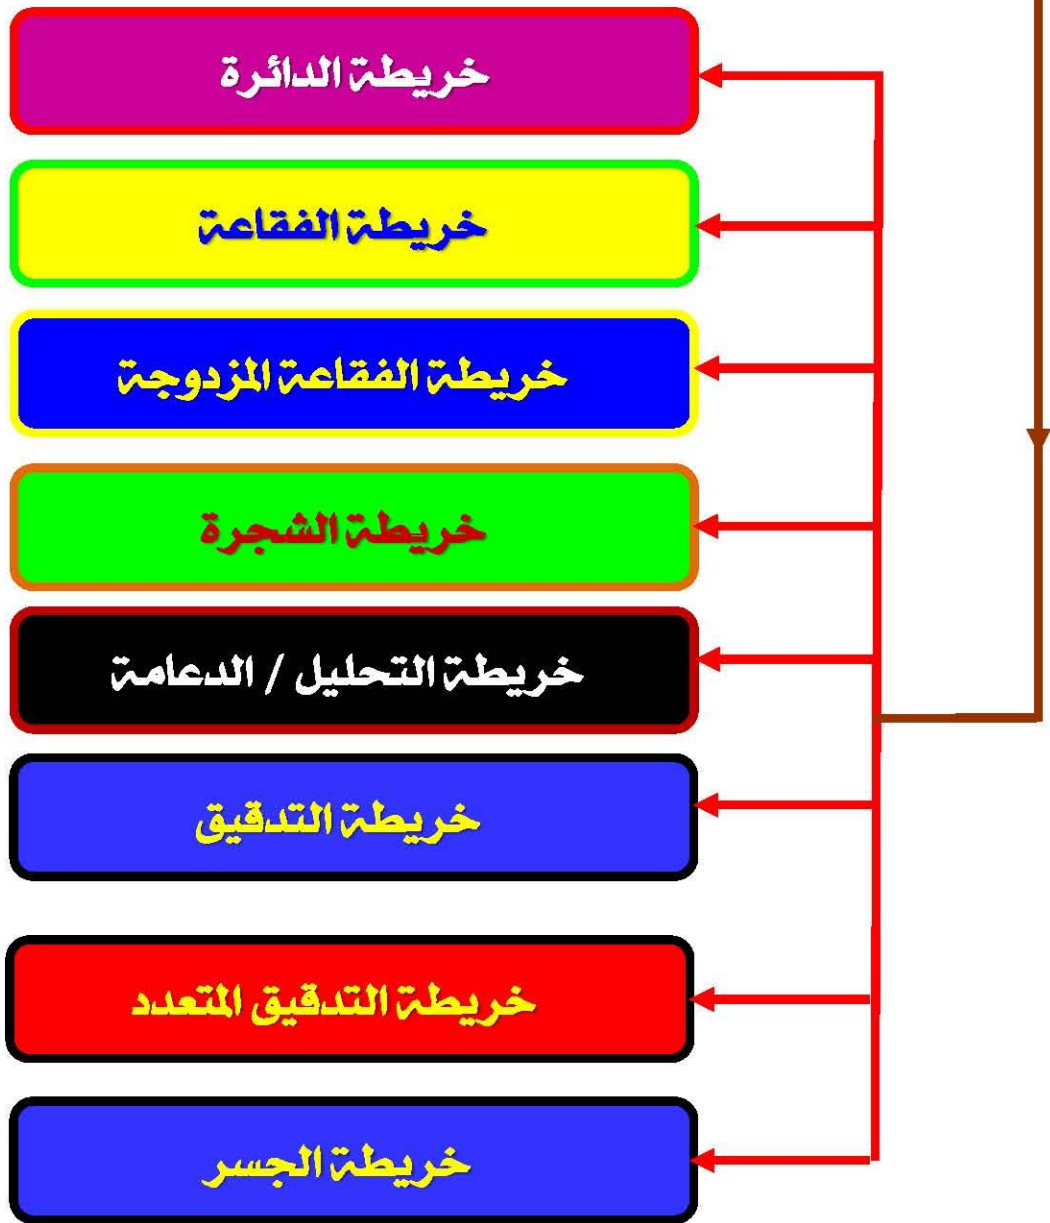 خريطة الدائرة
خريطة الفقاعة
خريطة الفقاعة المزدوجة
خريطة الشجرة
خريطة التحليل / الدعامة
خريطة التدقيق
خريطة التدقيق المتعدد
خريطة الجسر